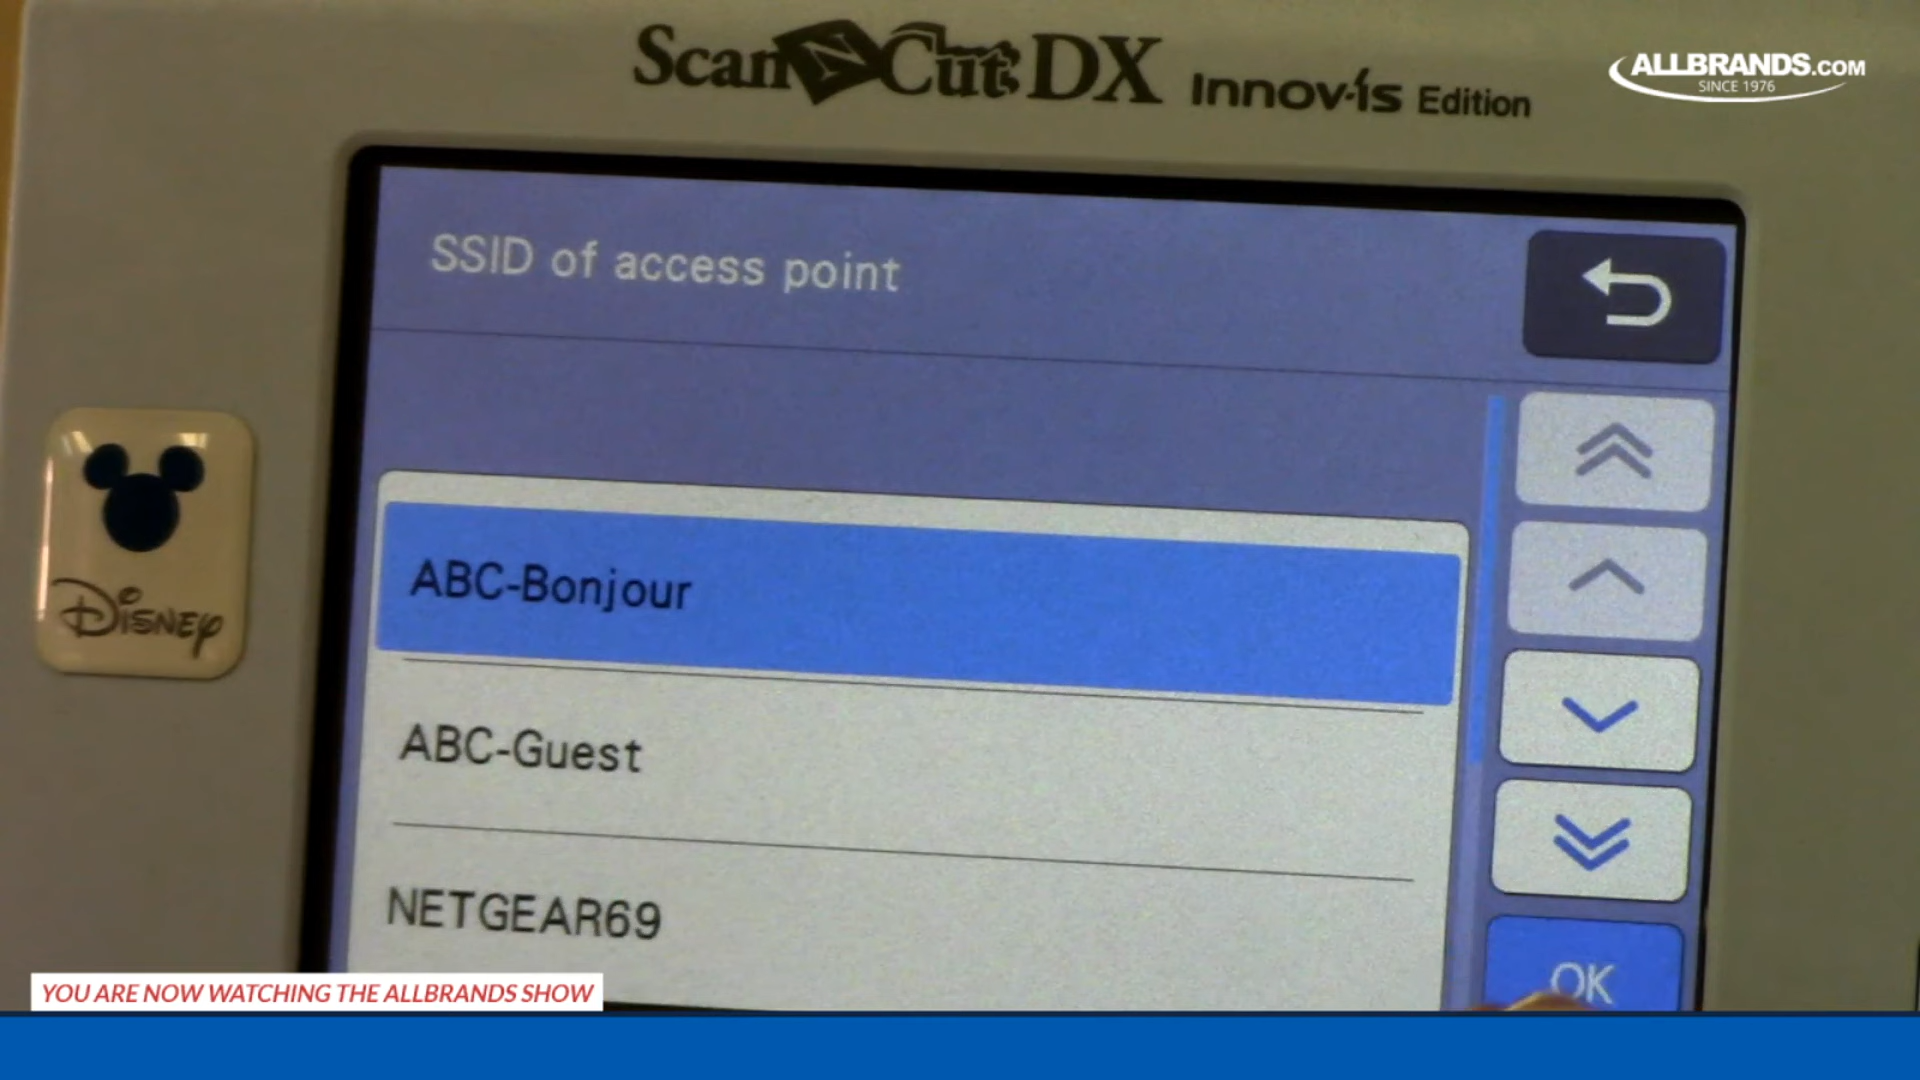 ScanNCut DX Innov-ís Edition
ALLBRANDS.COM
SINCE 1976
SSID of access point
ABC-Bonjour
Disney
ABC-Guest
NETGEAR69
OK
YOU ARE NOW WATCHING THE ALLBRANDS SHOW